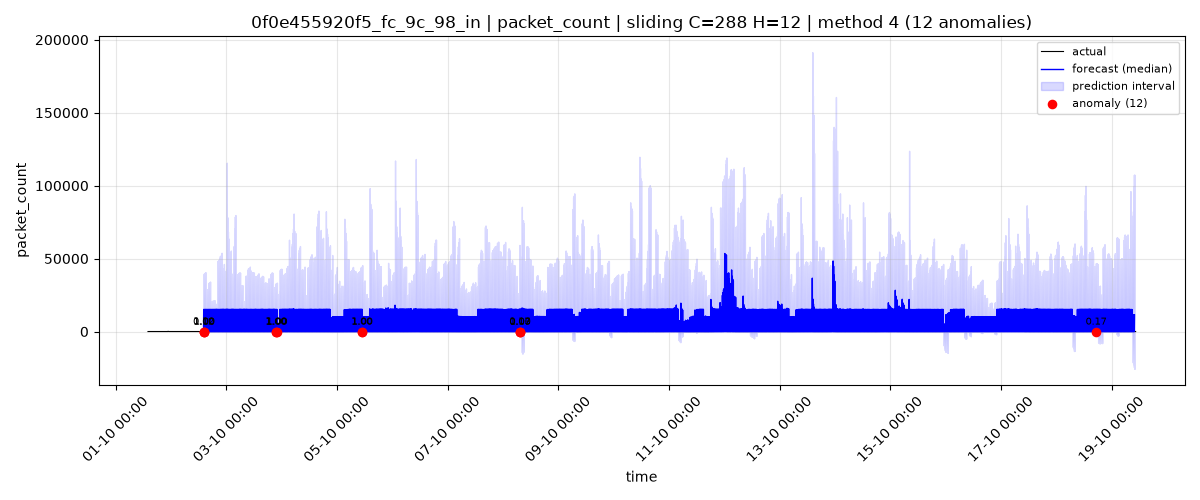 0f0e455920f5_fc_9c_98_in | packet_count | sliding C=288 H=12 | method 4 (12 anomalies)
actual
forecast (median)
prediction interval
anomaly (12)
packet_count
200000
150000
100000
50000
0
1.00
1.00
0.17
01-10 00:00
03-10 00:00
05-10 00:00
07-10 00:00
09-10 00:00
11-10 00:00
13-10 00:00
15-10 00:00
17-10 00:00
19-10 00:00
time